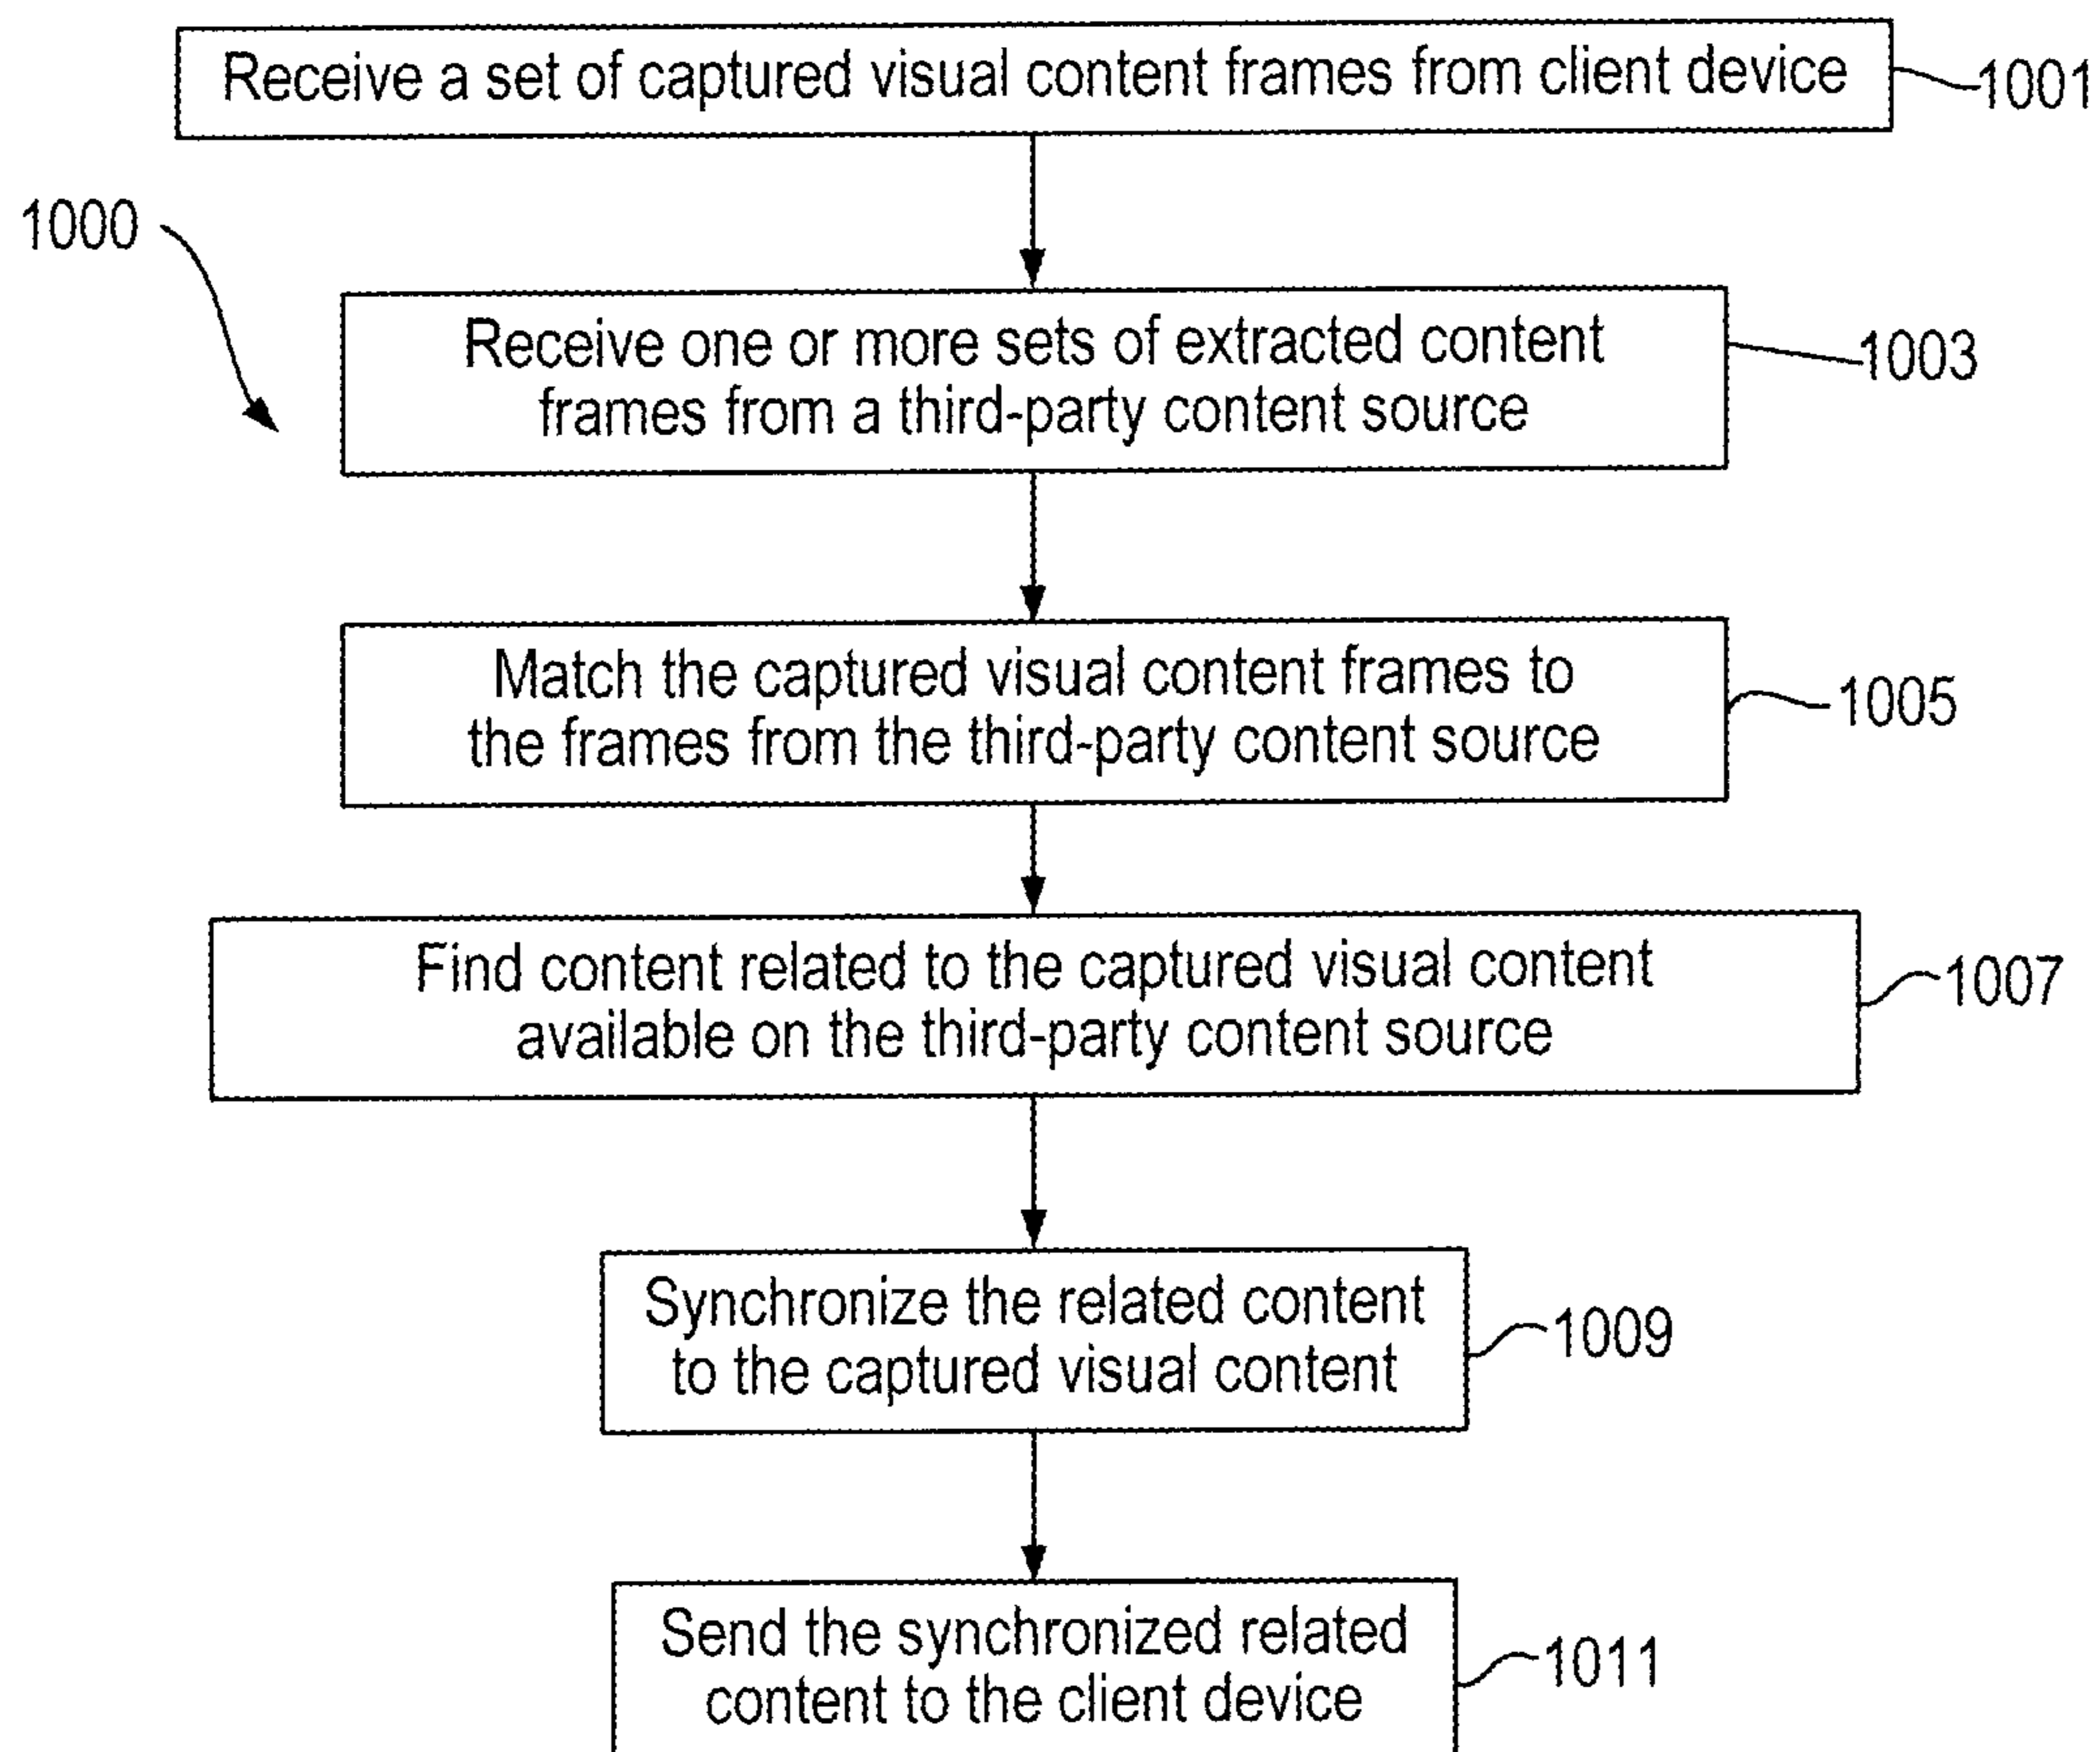 Receive a set of captured visual content frames from client device
1001
1000
Receive one or more sets of extracted content
frames from a third-party content source
1003
Match the captured visual content frames to
the frames from the third-party content source
1005
Find content related to the captured visual content
available on the third-party content source
1007
Synchronize the related content
to the captured visual content
1009
Send the synchronized related
content to the client device
1011